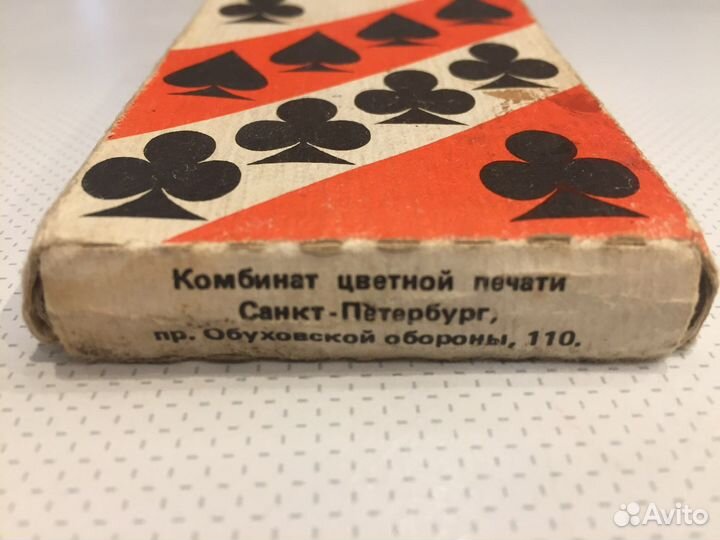 Комбинат цветной печати
Санкт-Петербург,
пр. Обуховской обороны, 110.
Avito